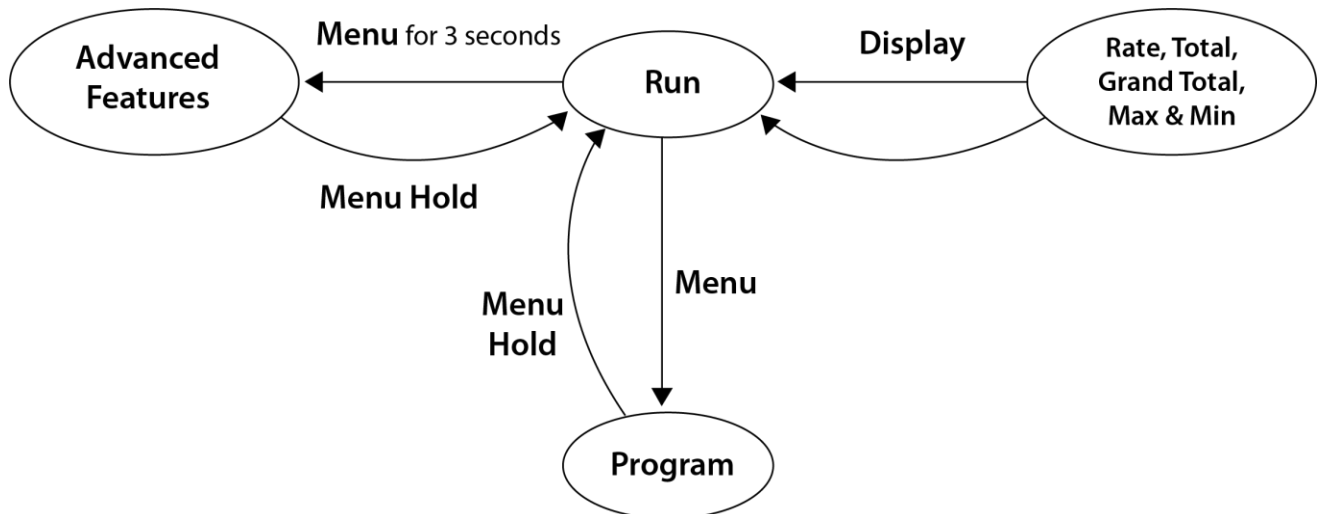 Menu for 3 seconds
Advanced
Features
Run
Display
Rate, Total,
Grand Total,
Max & Min
Menu Hold
Menu
Hold
Menu
Program